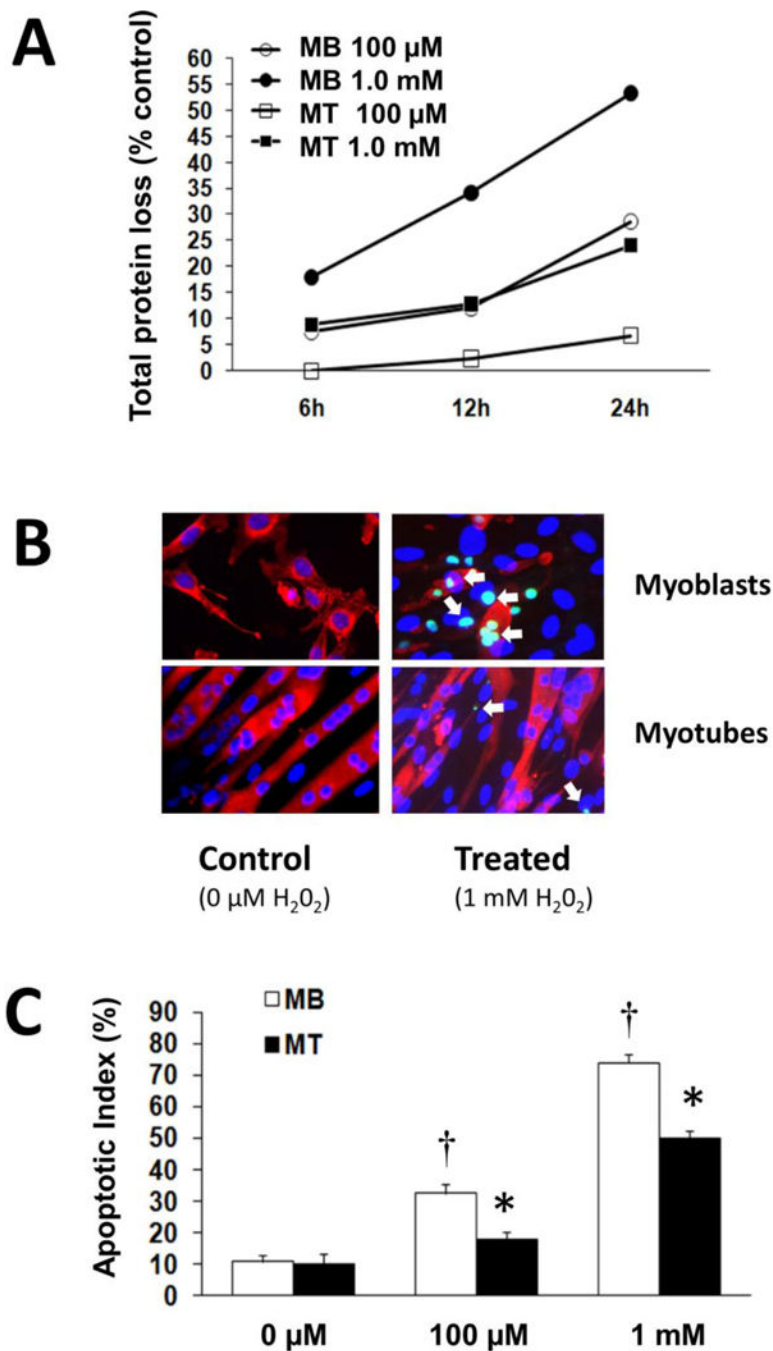 A
Total protein loss (% control)
60
55
50
45
40
35
30
25
20
15
10
5
0
MB 100 µM
MB 1.0 mM
MT 100 µM
MT 1.0 mM
6h 12h 24h
B
Myoblasts
Myotubes
Control Treated
(0 µM H₂O₂) (1 mM H₂O₂)
C
Apoptotic Index (%)
90
80
70
60
50
40
30
20
10
0
MB
MT
† * † *
0 µM 100 µM 1 mM